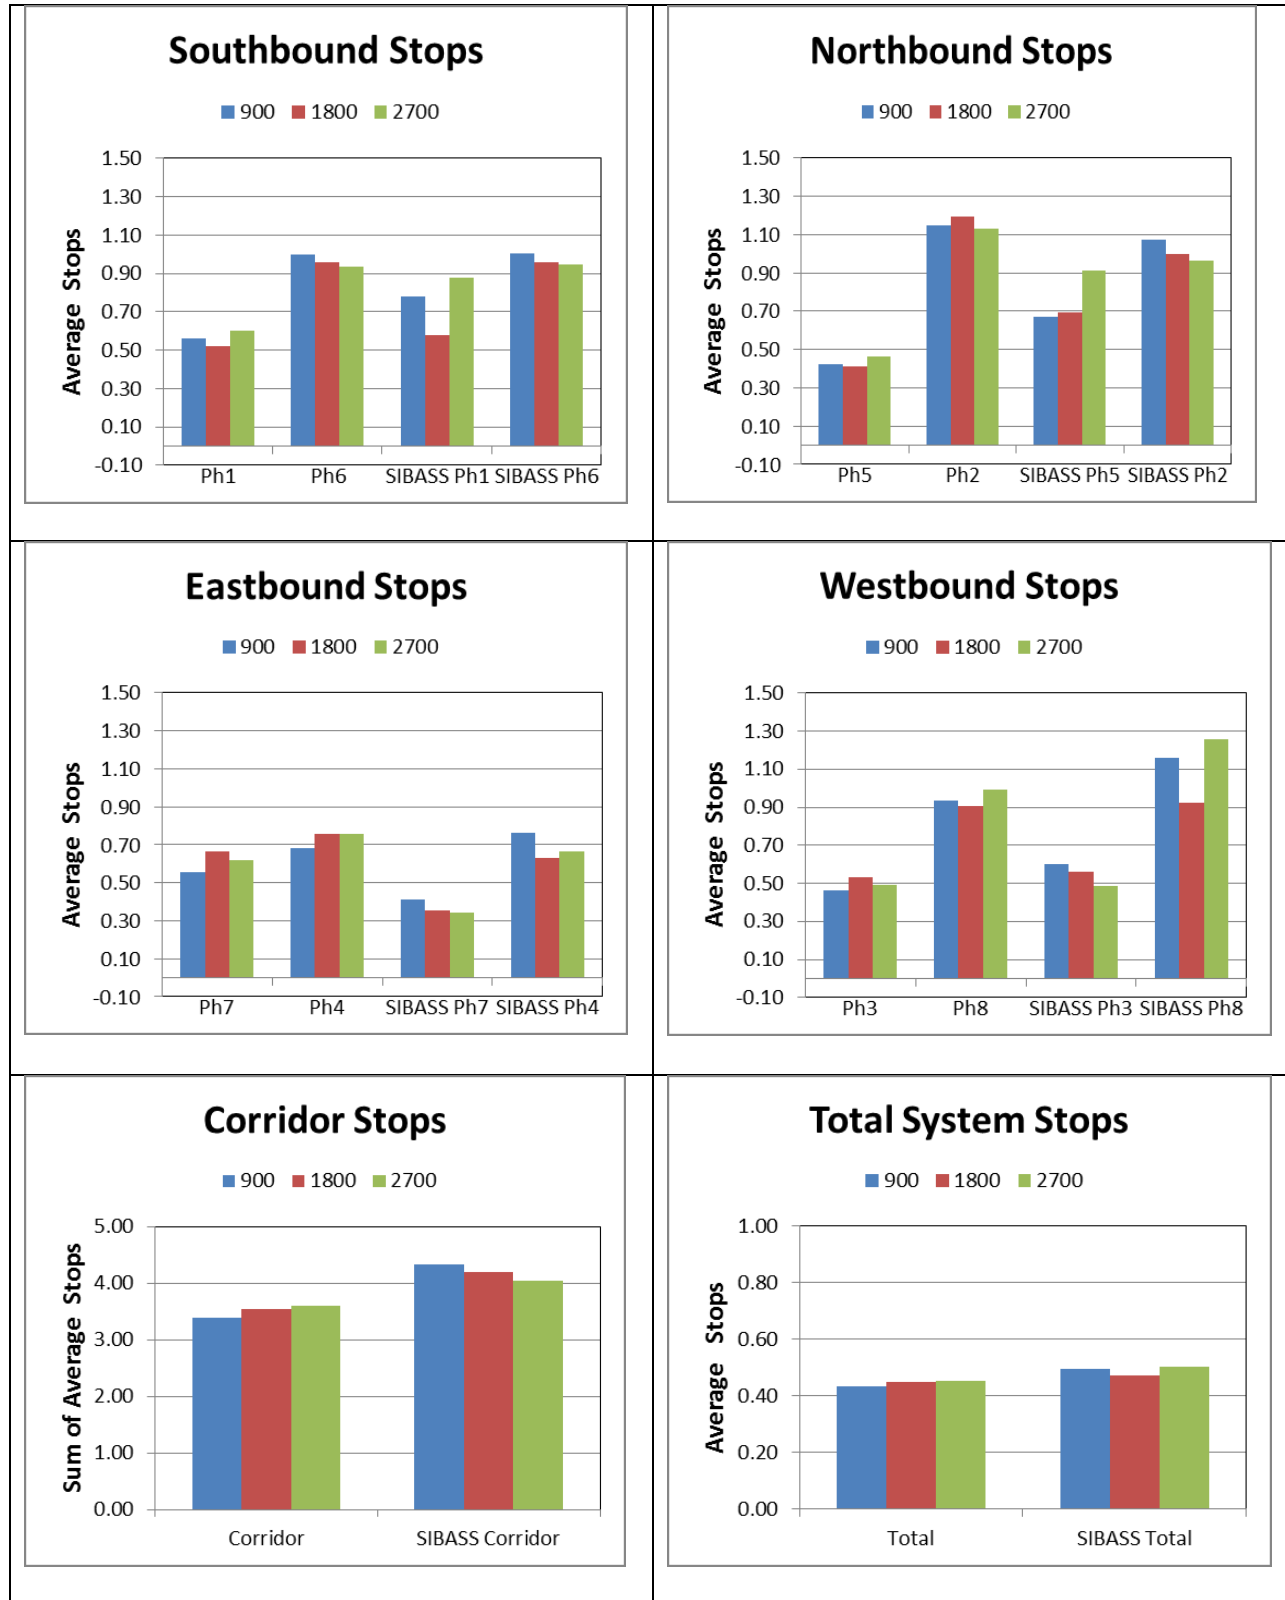 Southbound Stops
900 1800 2700
Average Stops
1.50
1.30
1.10
0.90
0.70
0.50
0.30
0.10
-0.10
Ph1 Ph6 SIBASS Ph1 SIBASS Ph6
Northbound Stops
900 1800 2700
Average Stops
1.50
1.30
1.10
0.90
0.70
0.50
0.30
0.10
-0.10
Ph5 Ph2 SIBASS Ph5 SIBASS Ph2
Eastbound Stops
900 1800 2700
Average Stops
1.50
1.30
1.10
0.90
0.70
0.50
0.30
0.10
-0.10
Ph7 Ph4 SIBASS Ph7 SIBASS Ph4
Westbound Stops
900 1800 2700
Average Stops
1.50
1.30
1.10
0.90
0.70
0.50
0.30
0.10
-0.10
Ph3 Ph8 SIBASS Ph3 SIBASS Ph8
Corridor Stops
900 1800 2700
Sum of Average Stops
5.00
4.00
3.00
2.00
1.00
0.00
Corridor SIBASS Corridor
Total System Stops
900 1800 2700
Average Stops
1.00
0.80
0.60
0.40
0.20
0.00
Total SIBASS Total